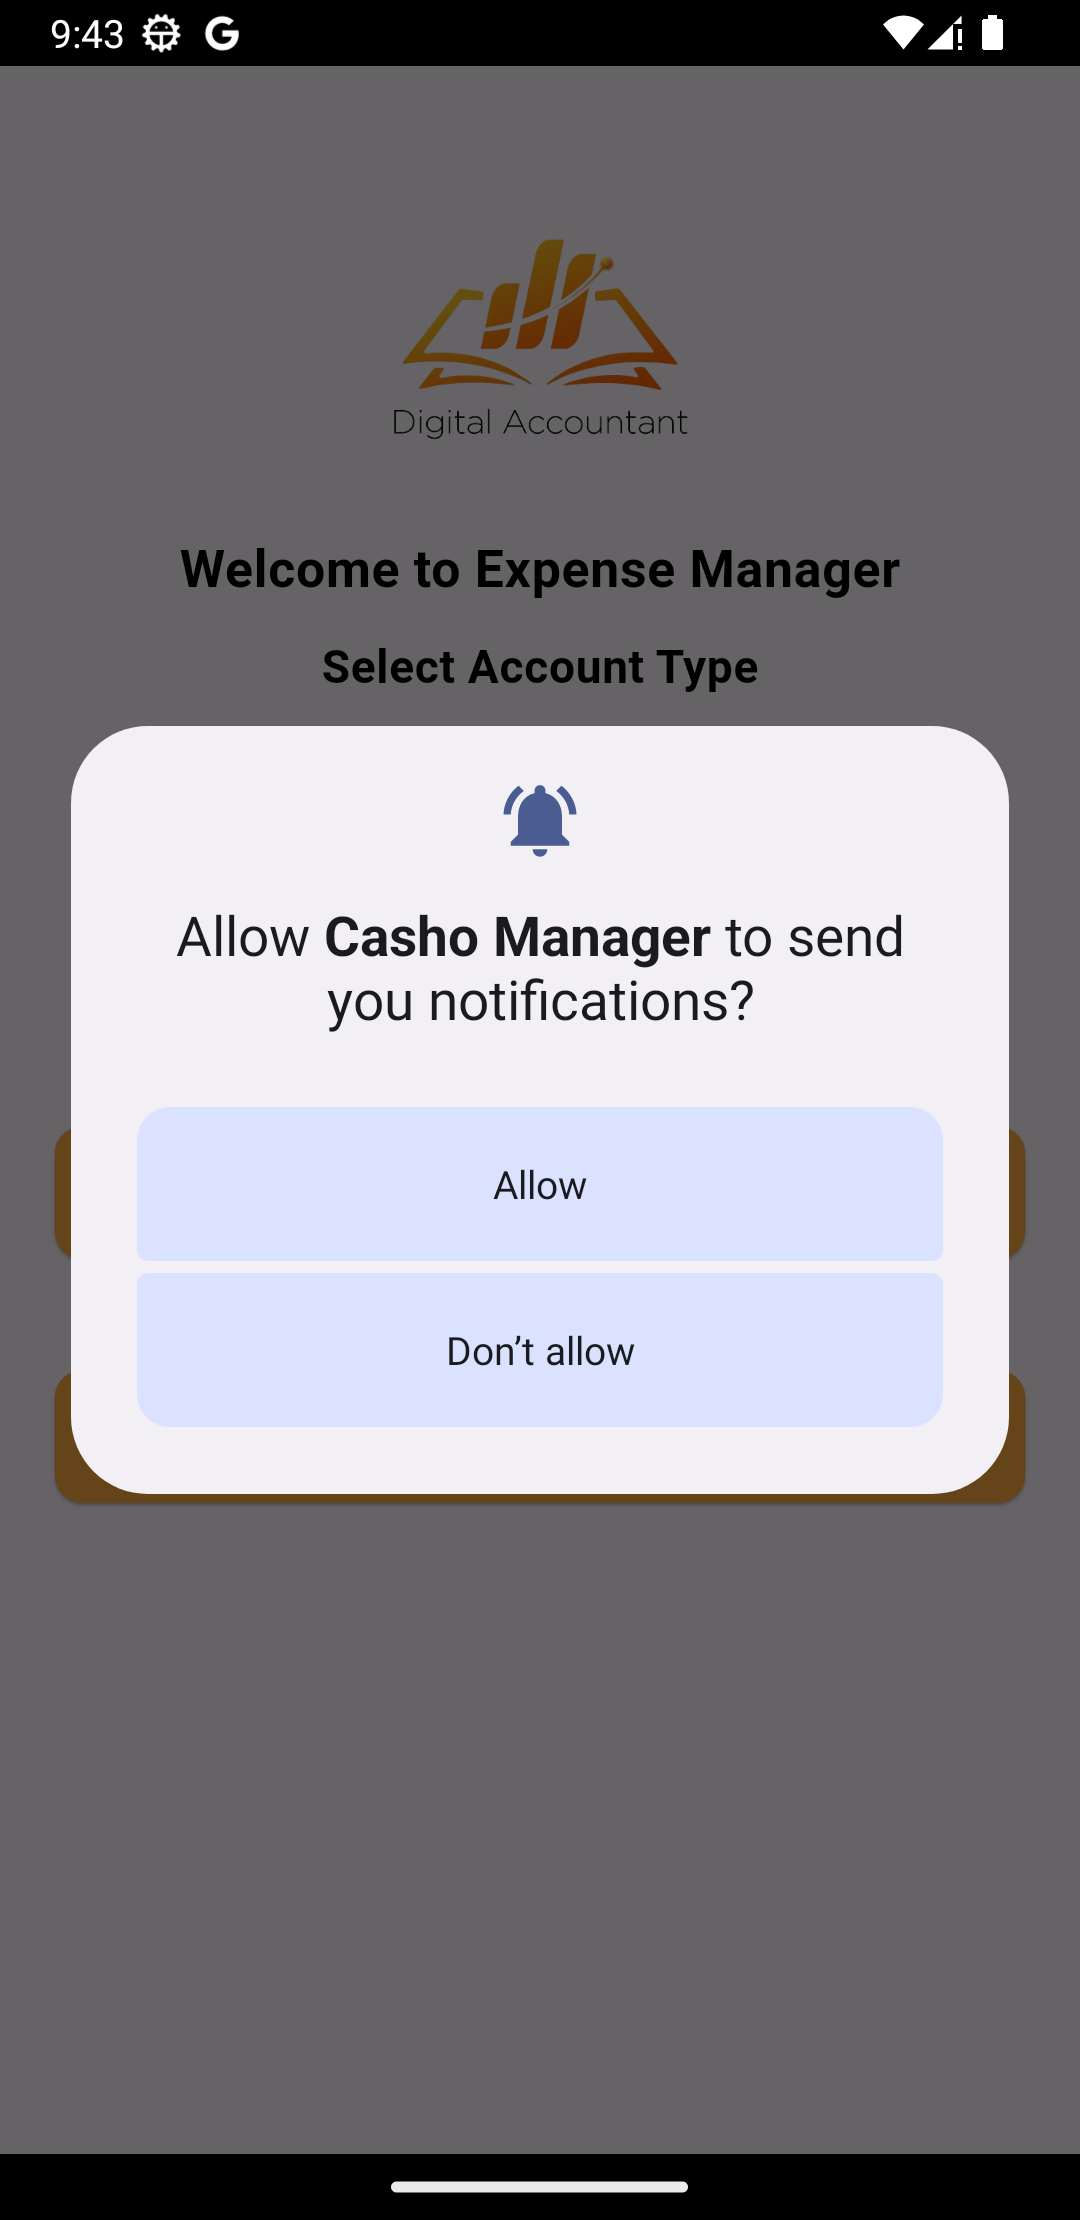 9:43
Digital Accountant
Welcome to Expense Manager
Select Account Type
Allow Casho Manager to send
you notifications?
Allow
Don’t allow